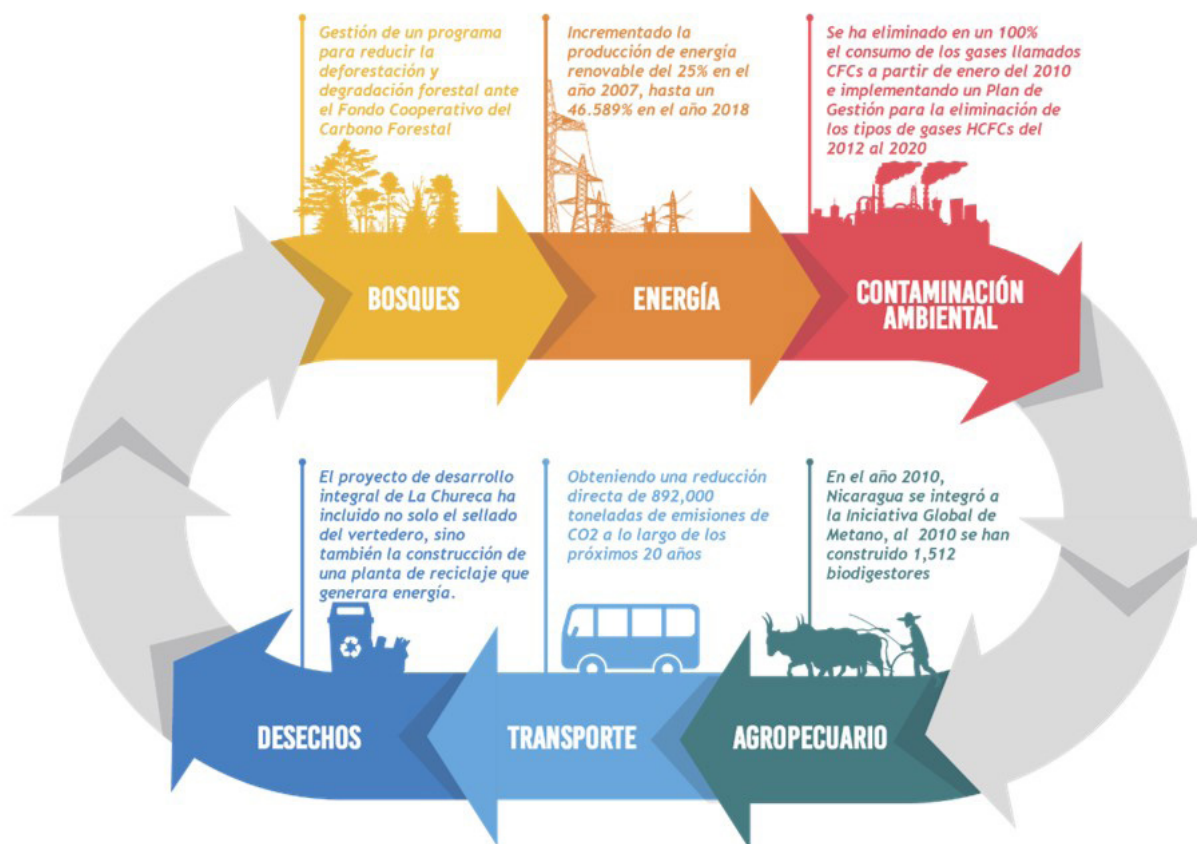 Gestión de un programa
para reducir la
deforestación y
degradación forestal ante
el Fondo Cooperativo del
Carbono Forestal
Incrementado la
producción de energía
renovable del 25% en el
año 2007, hasta un
46.589% en el año 2018
Se ha eliminado en un 100%
el consumo de los gases llamados
CFCs a partir de enero del 2010
e implementando un Plan de
Gestión para la eliminación de
los tipos de gases HCFCs del
2012 al 2020
BOSQUES
ENERGÍA
CONTAMINACIÓN
AMBIENTAL
El proyecto de desarrollo
integral de La Chureca ha
incluido no solo el sellado
del vertedero, sino
también la construcción de
una planta de reciclaje que
generara energía.
Obteniendo una reducción
directa de 892,000
toneladas de emisiones de
CO2 a lo largo de los
próximos 20 años
En el año 2010,
Nicaragua se integró a
la Iniciativa Global de
Metano, al 2010 se han
construido 1,512
biodigestores
DESECHOS
TRANSPORTE
AGROPECUARIO